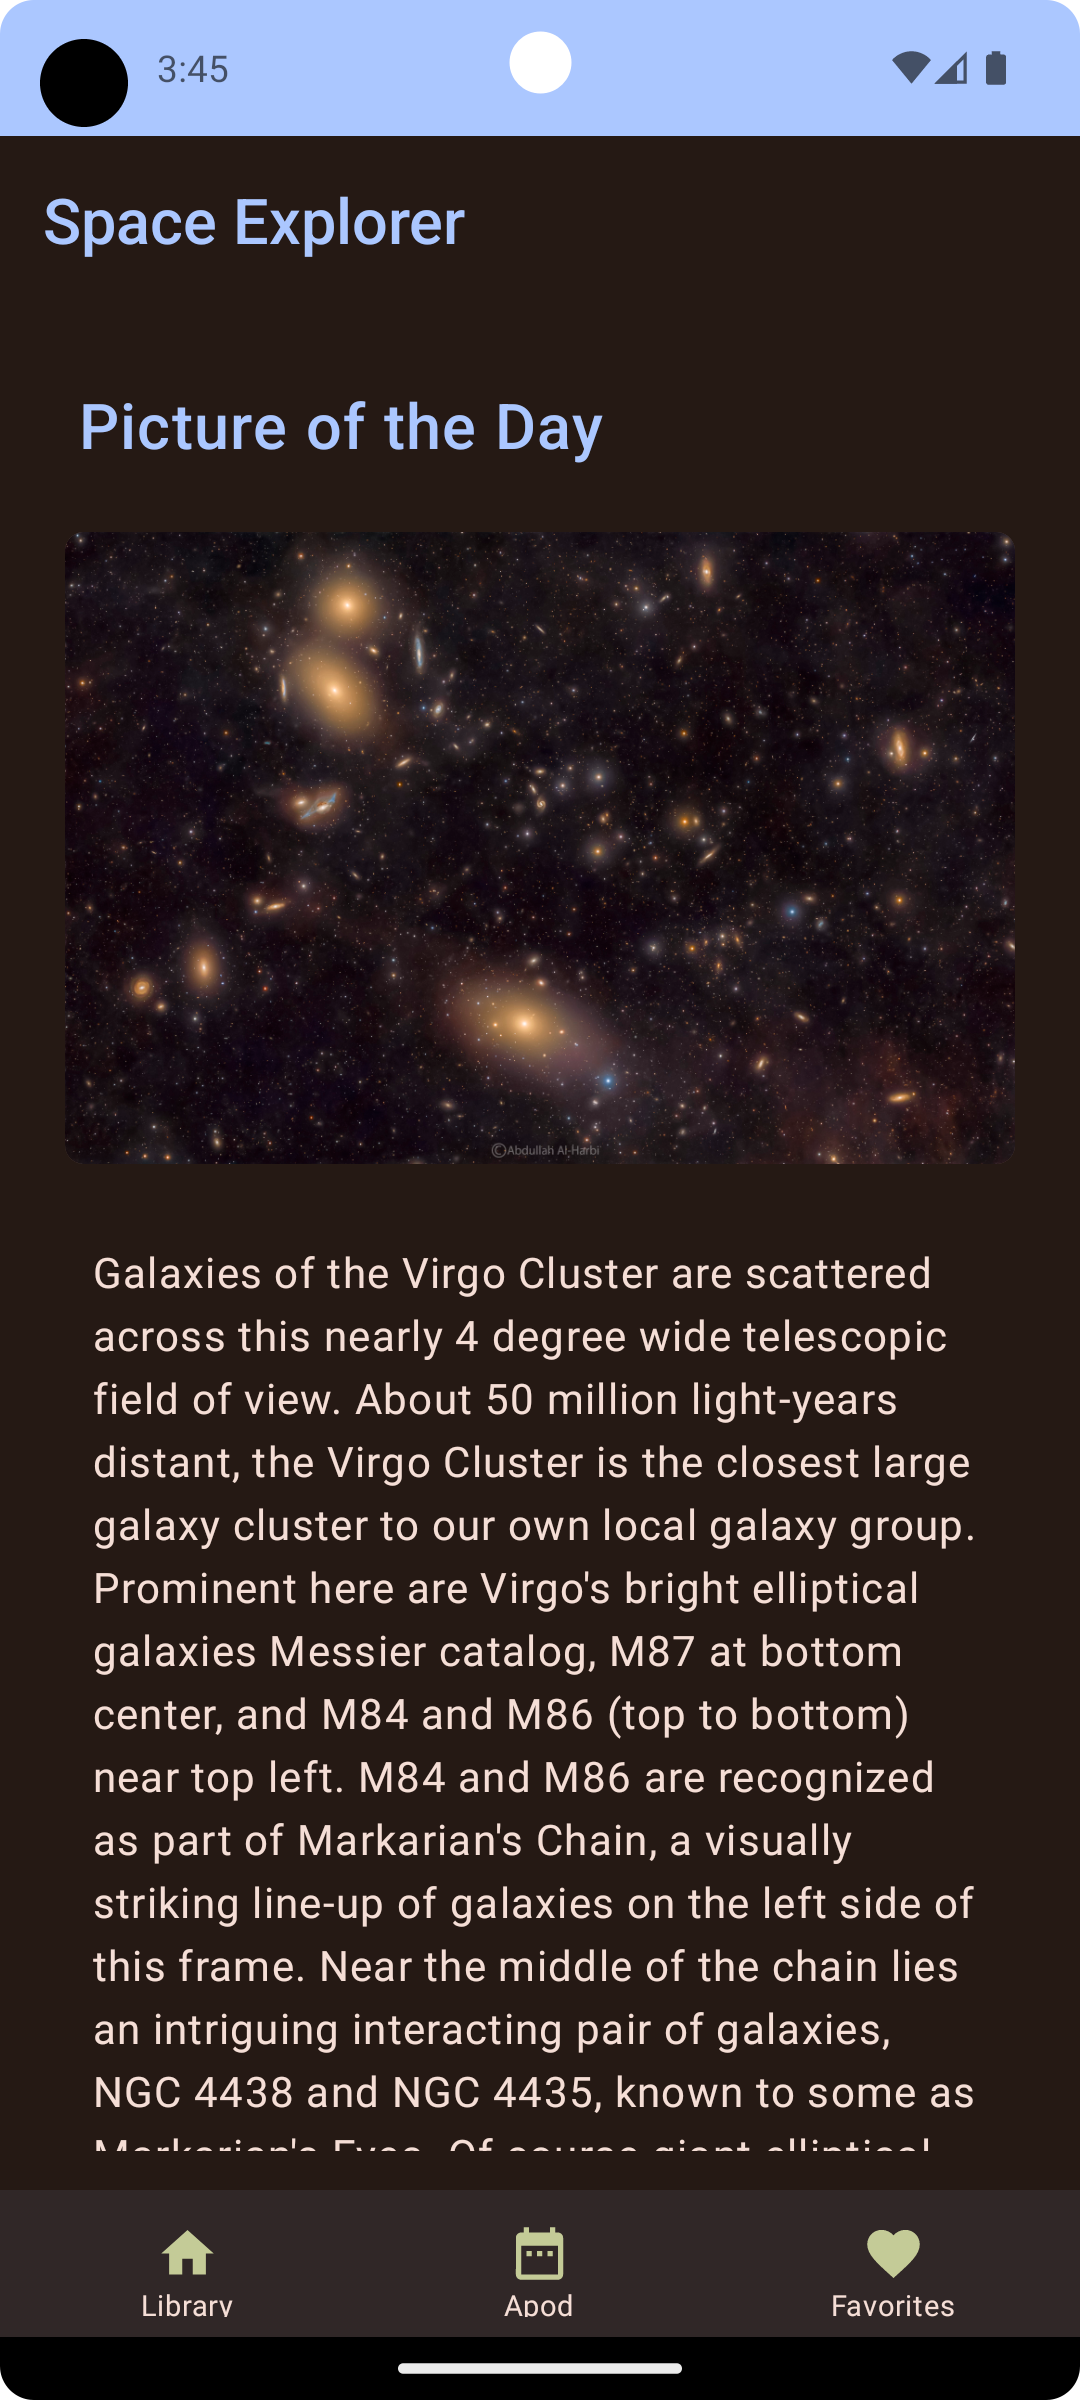 3:45
Space Explorer
Picture of the Day
©Abdullah Al-Harbi
Galaxies of the Virgo Cluster are scattered
across this nearly 4 degree wide telescopic
field of view. About 50 million light-years
distant, the Virgo Cluster is the closest large
galaxy cluster to our own local galaxy group.
Prominent here are Virgo's bright elliptical
galaxies Messier catalog, M87 at bottom
center, and M84 and M86 (top to bottom)
near top left. M84 and M86 are recognized
as part of Markarian's Chain, a visually
striking line-up of galaxies on the left side of
this frame. Near the middle of the chain lies
an intriguing interacting pair of galaxies,
NGC 4438 and NGC 4435, known to some as
Markarian's Eyes. Of course giant elliptical
Library
Apod
Favorites